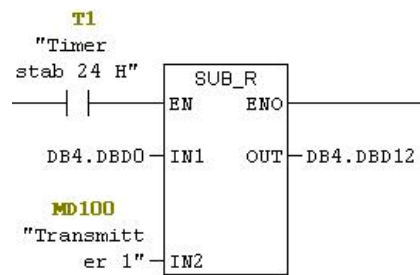 T1
"Timer
stab 24 H"
SUB_R
EN ENO
DB4.DBD0 IN1 OUT DB4.DBD12
MD100
"Transmitt
er 1" IN2